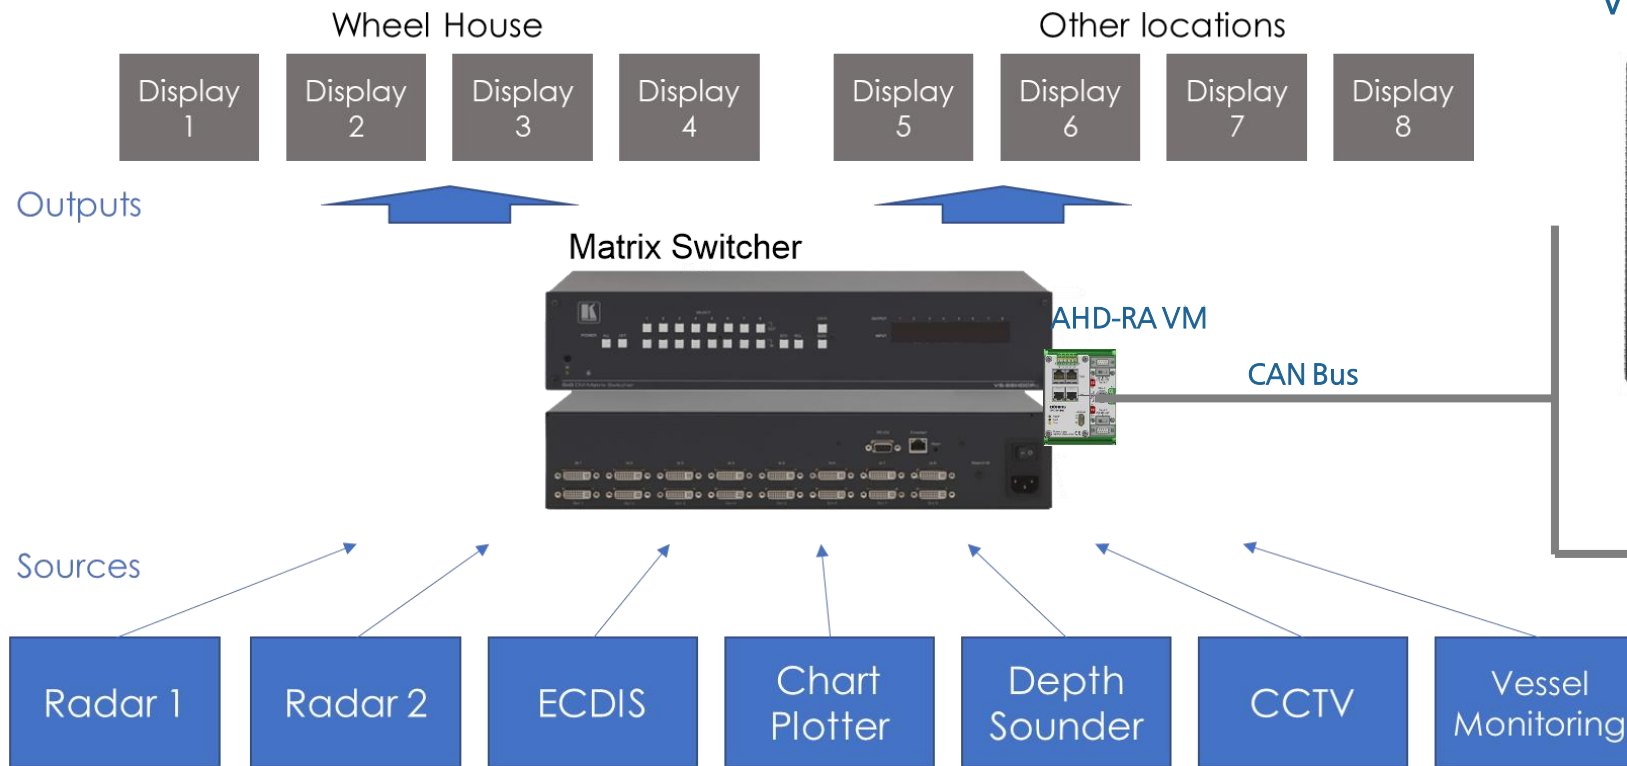 Wheel House
Other locations
Display
1
Display
2
Display
3
Display
4
Display
5
Display
6
Display
7
Display
8
Outputs
Matrix Switcher
AHD-RA VM
CAN Bus
Sources
Radar 1
Radar 2
ECDIS
Chart
Plotter
Depth
Sounder
CCTV
Vessel
Monitoring